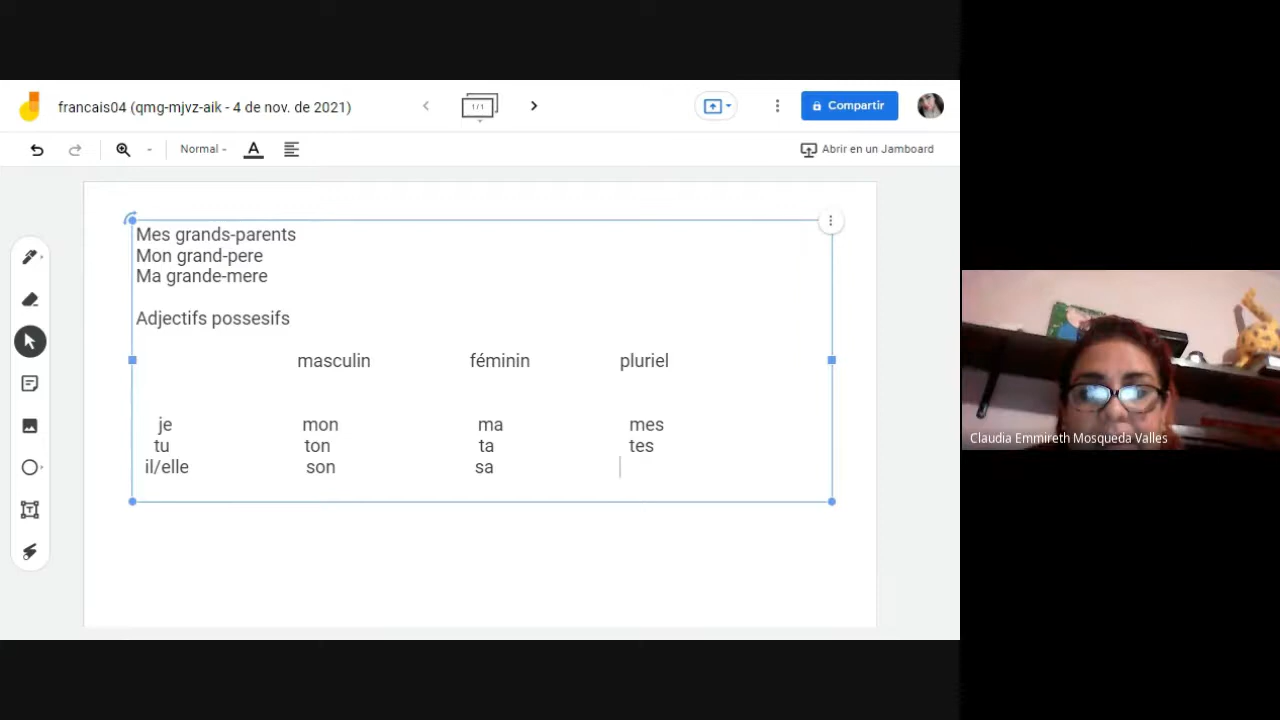 francais04 (qmg-mjvz-aik - 4 de nov. de 2021)
1/1
Compartir
Normal
A
Abrir en un Jamboard
Mes grands-parents
Mon grand-pere
Ma grande-mere
Adjectifs possesifs
masculin féminin pluriel
je mon ma mes
tu ton ta tes
il/elle son sa
T
Claudia Emmireth Mosqueda Valles